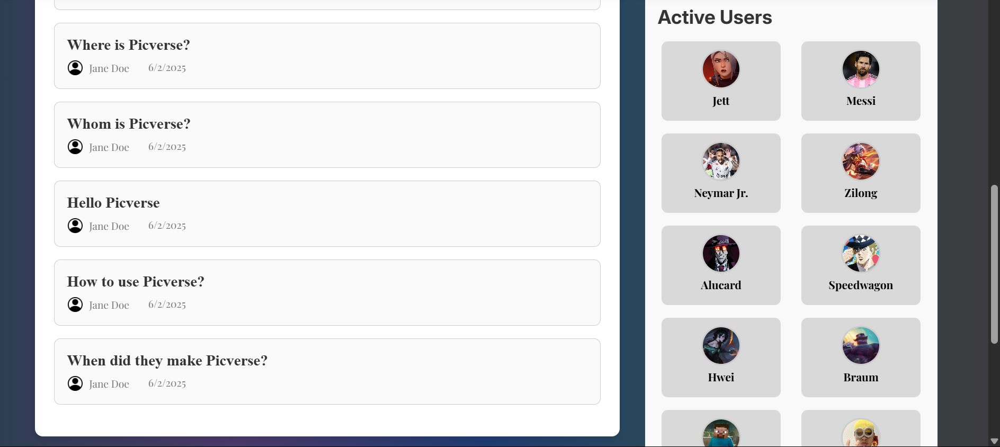 Where is Picverse?
Jane Doe 6/2/2025
Whom is Picverse?
Jane Doe 6/2/2025
Hello Picverse
Jane Doe 6/2/2025
How to use Picverse?
Jane Doe 6/2/2025
When did they make Picverse?
Jane Doe 6/2/2025
Active Users
Jett Messi
Neymar Jr. Zilong
Alucard Speedwagon
Hwei Braum